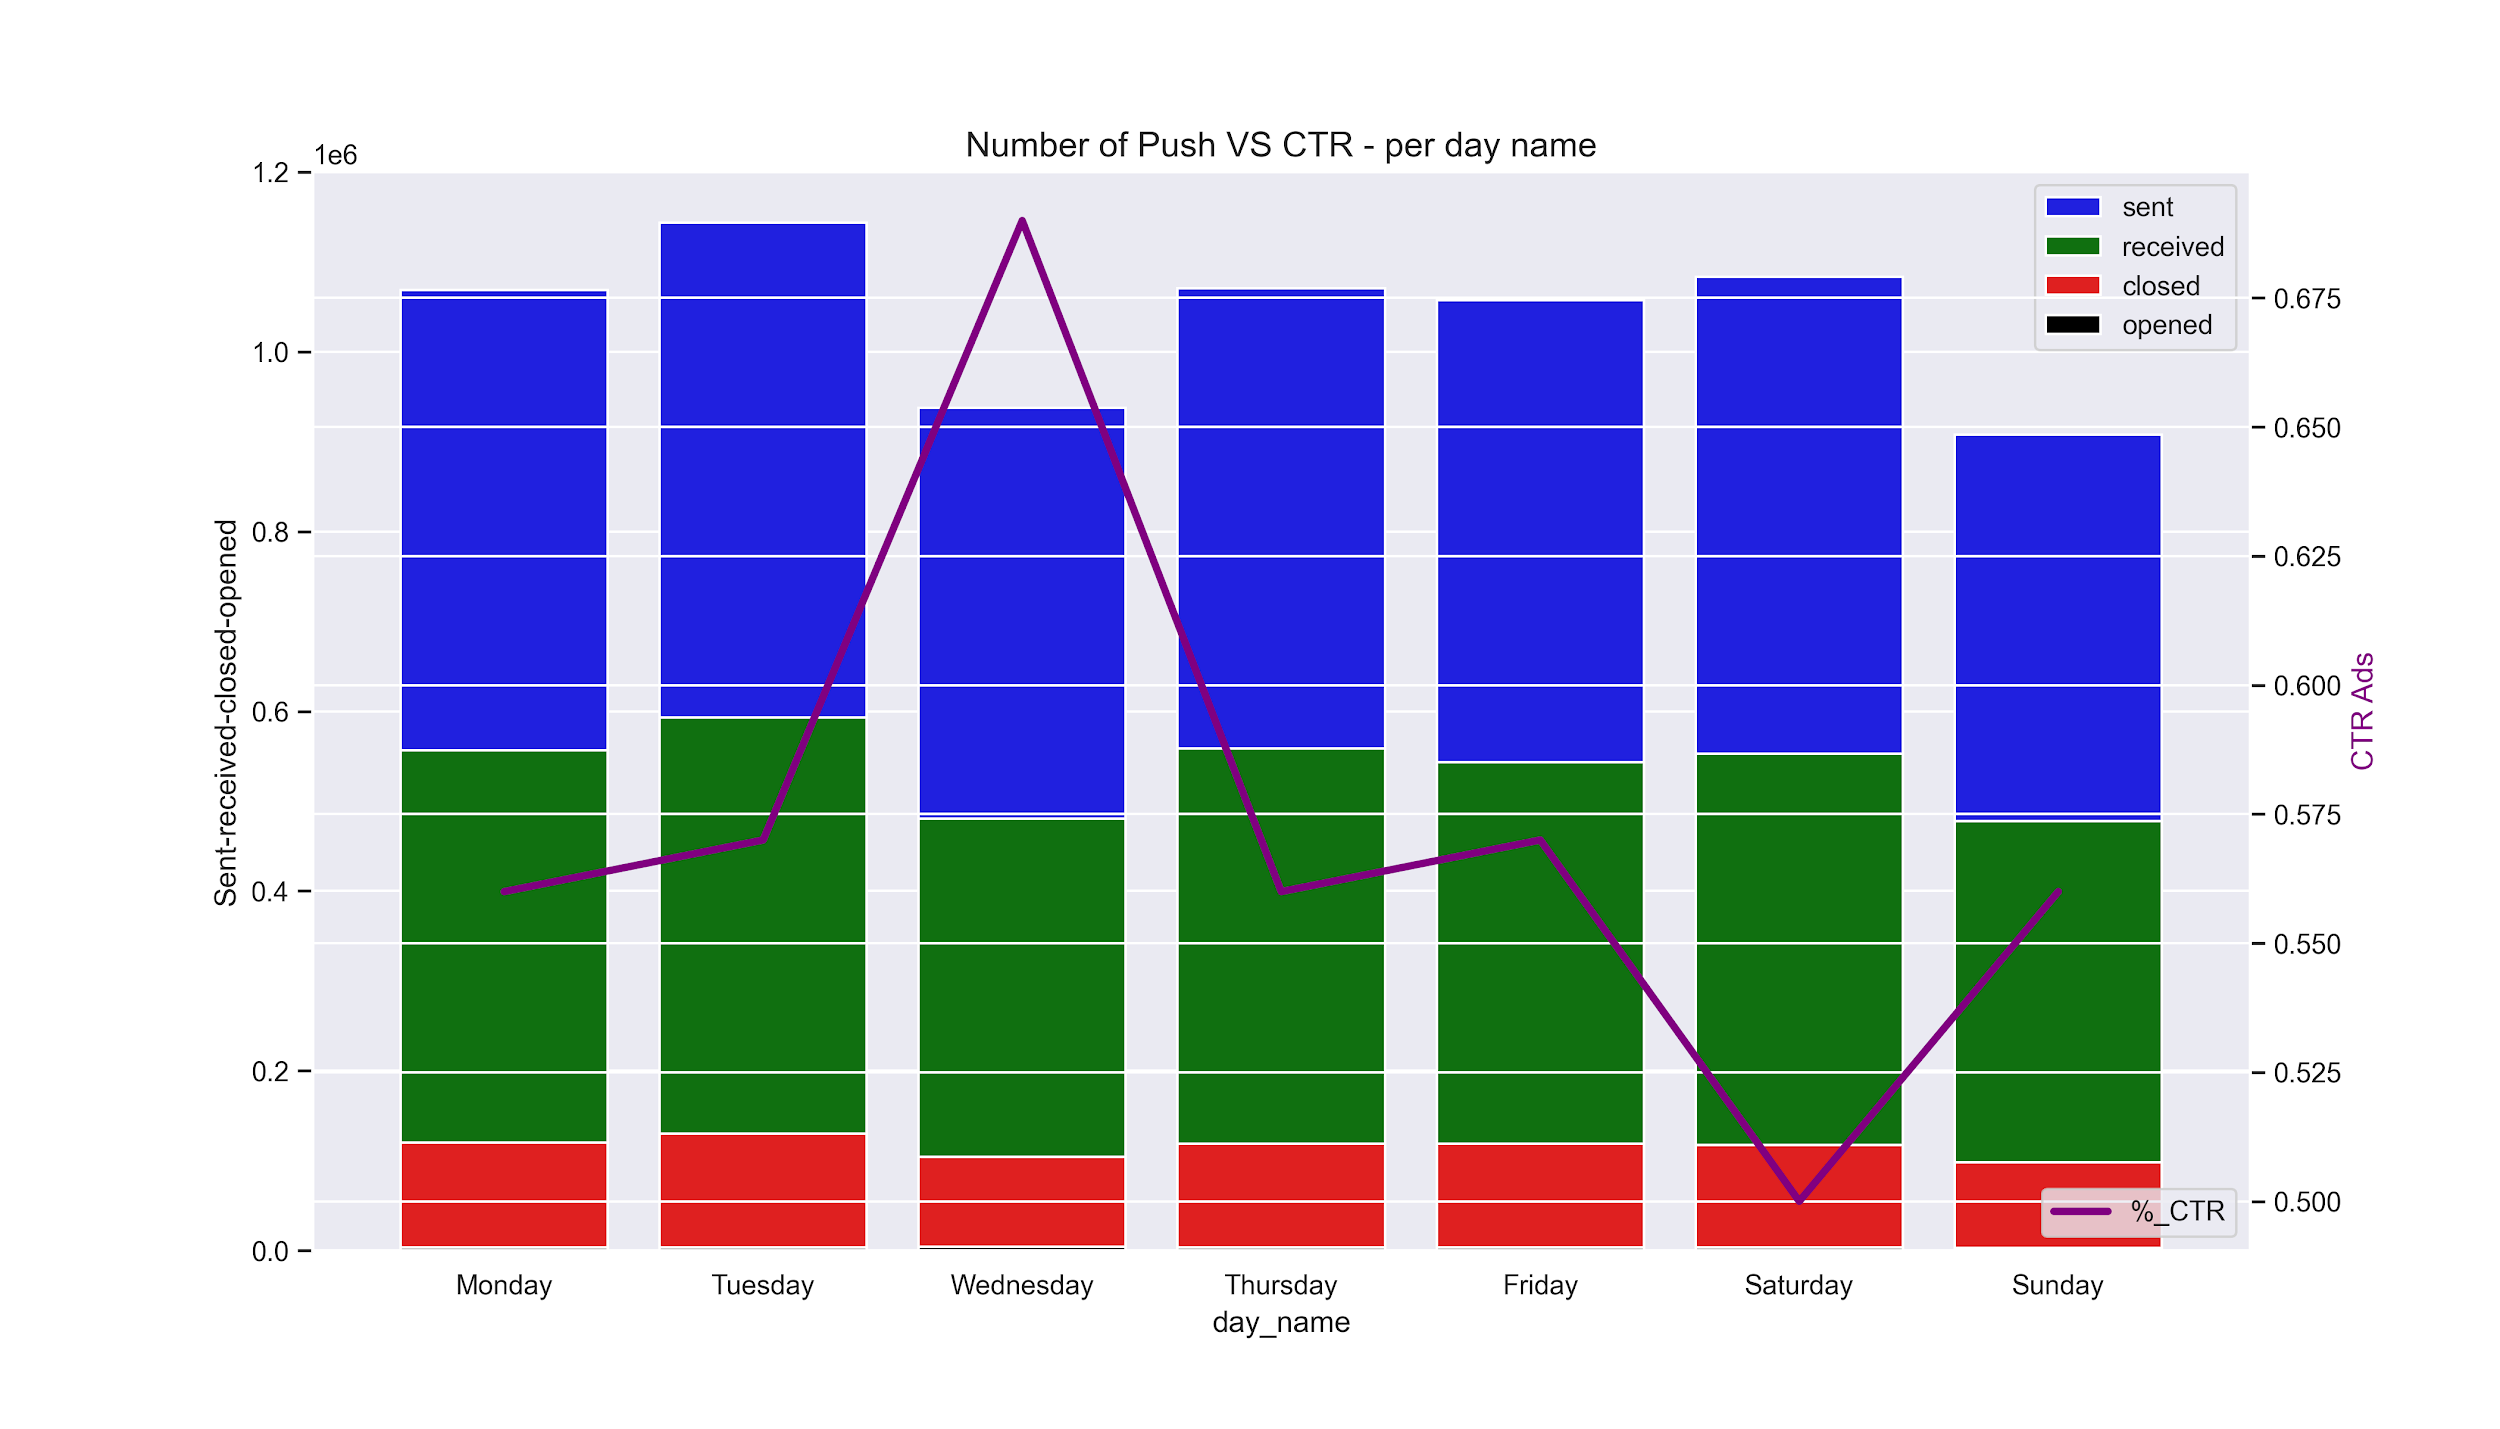 Number of Push VS CTR - per day name
1e6
1.2
1.0
0.8
0.6
0.4
0.2
0.0
Sent-received-closed-opened
sent
received
closed
opened
0.675
0.650
0.625
0.600
0.575
0.550
0.525
0.500
CTR Ads
%_CTR
Monday Tuesday Wednesday Thursday Friday Saturday Sunday
day_name